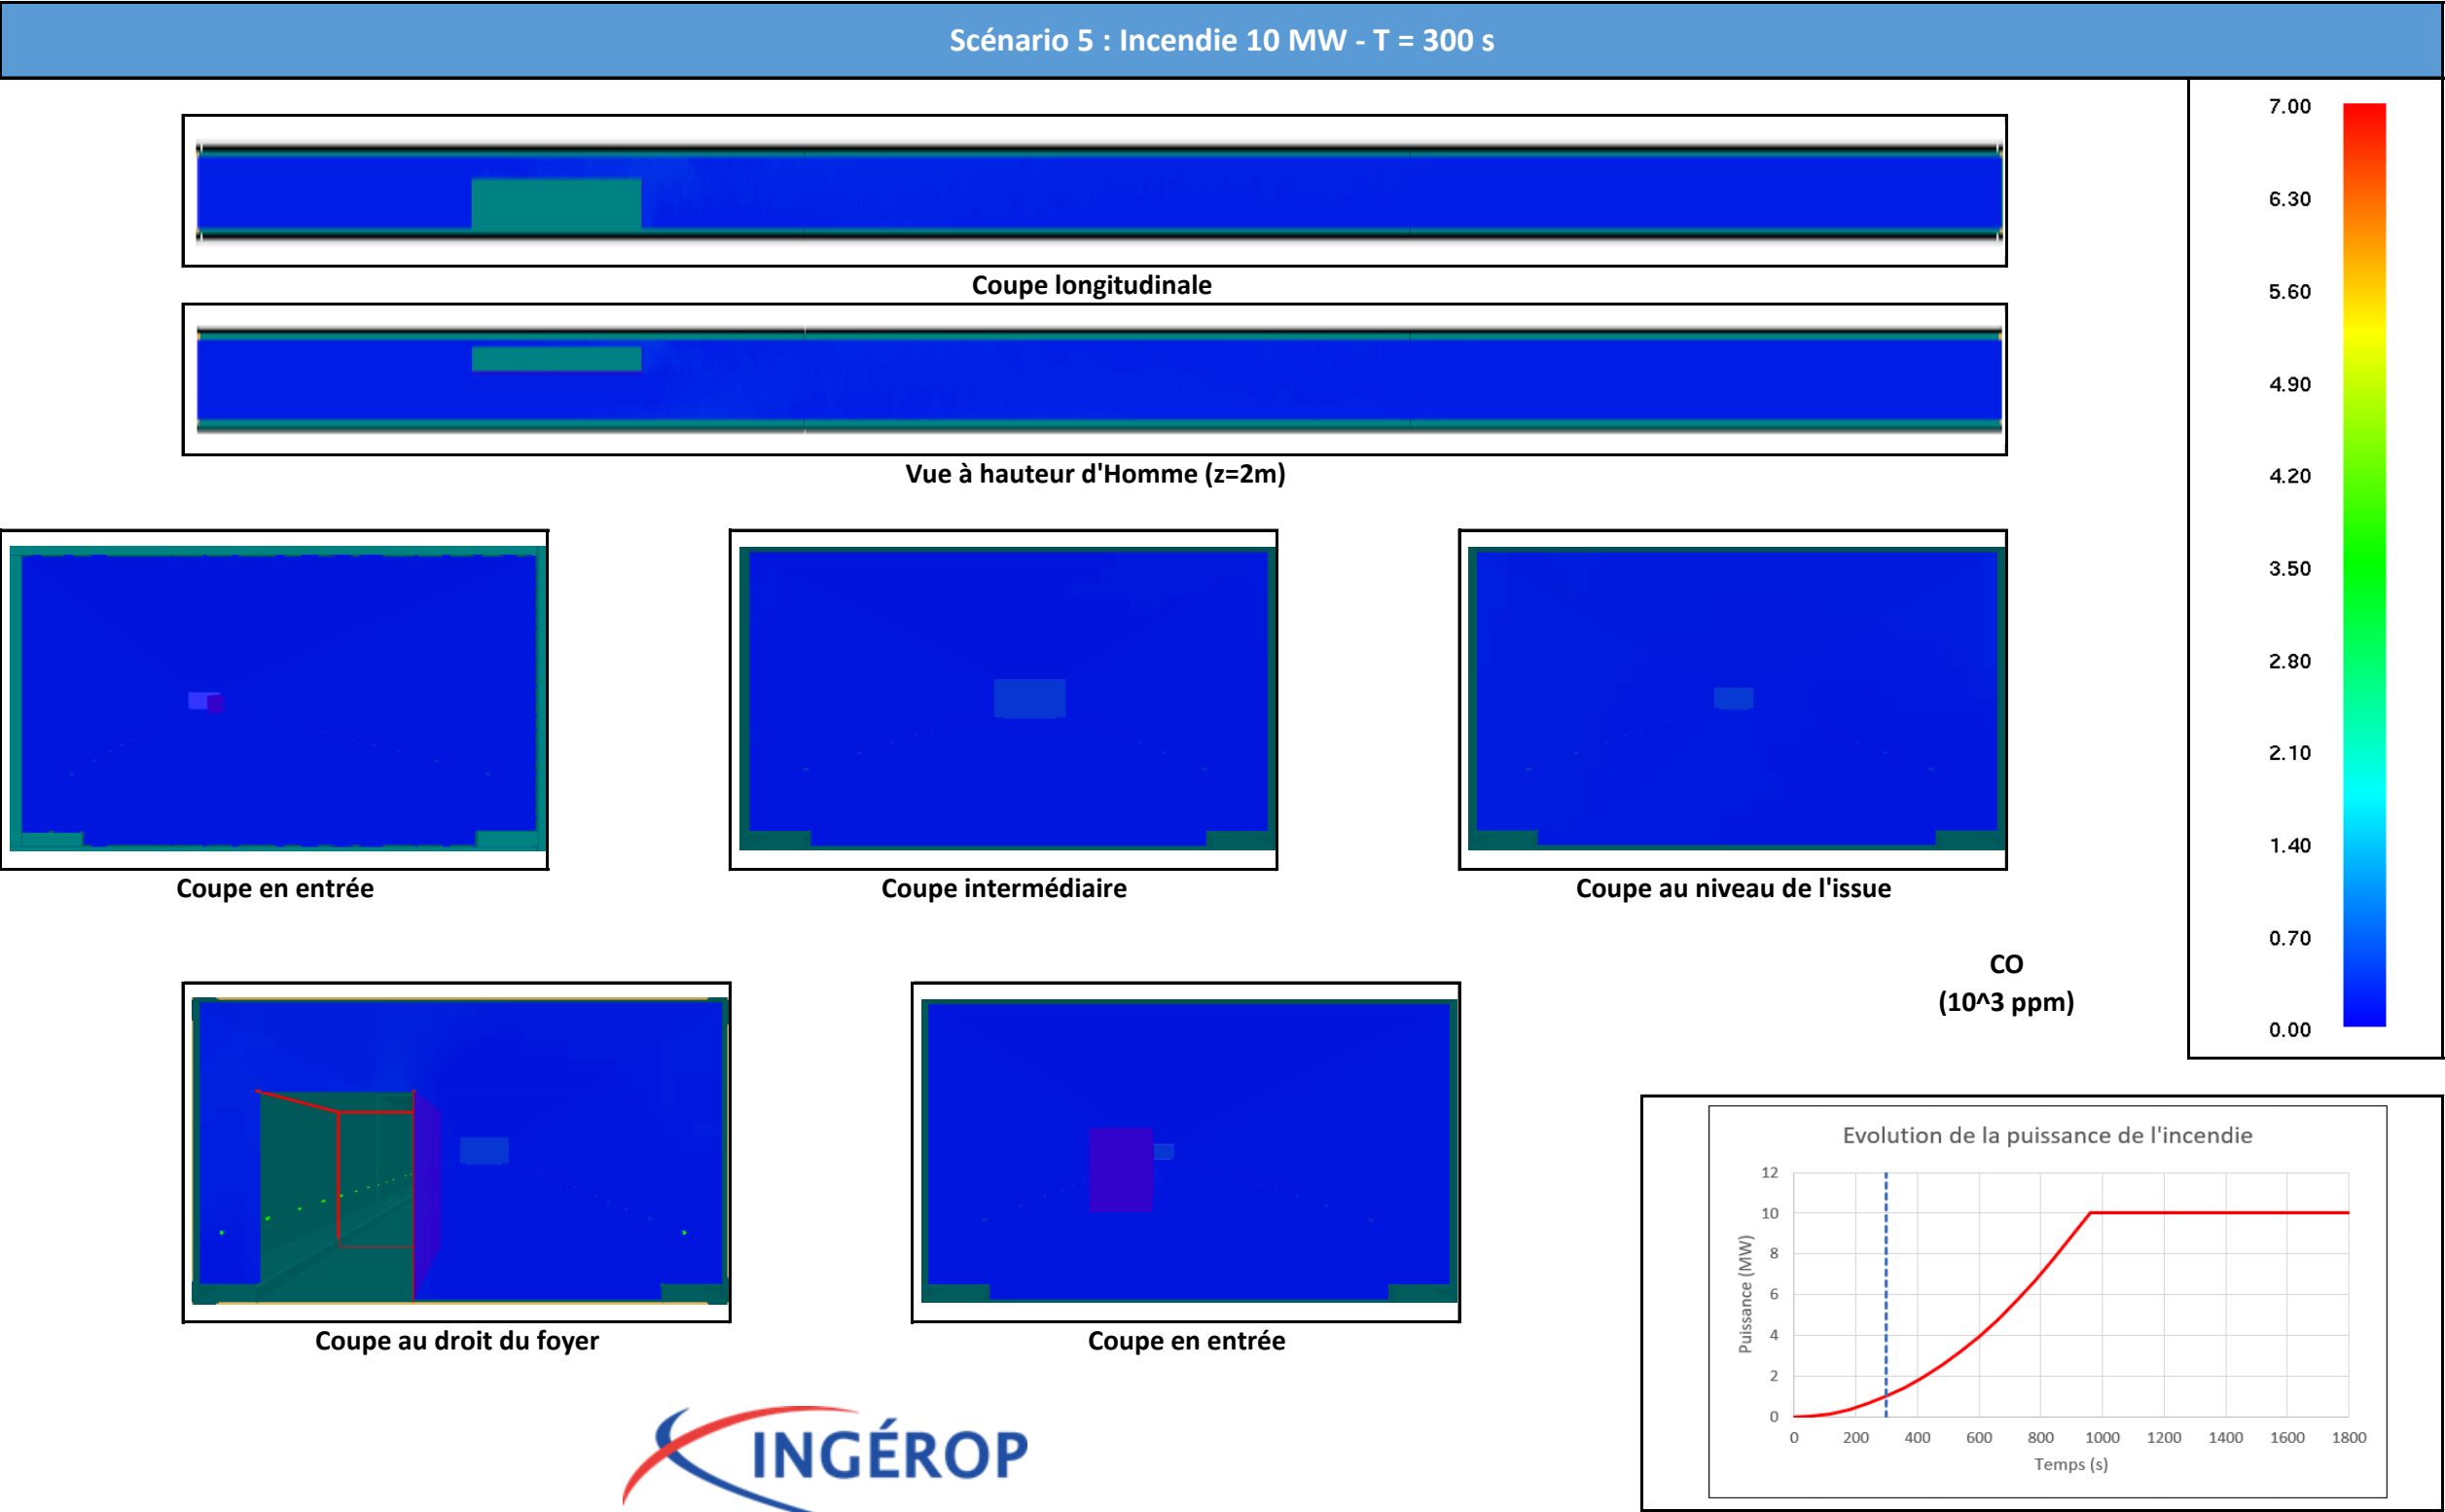 Scénario 5 : Incendie 10 MW - T = 300 s
Coupe longitudinale
Vue à hauteur d'Homme (z=2m)
Coupe en entrée
Coupe intermédiaire
Coupe au niveau de l'issue
Coupe au droit du foyer
Coupe en entrée
CO
(10^3 ppm)
7.00
6.30
5.60
4.90
4.20
3.50
2.80
2.10
1.40
0.70
0.00
Evolution de la puissance de l'incendie
Puissance (MW)
12
10
8
6
4
2
0
0 200 400 600 800 1000 1200 1400 1600 1800
Temps (s)
INGÉROP